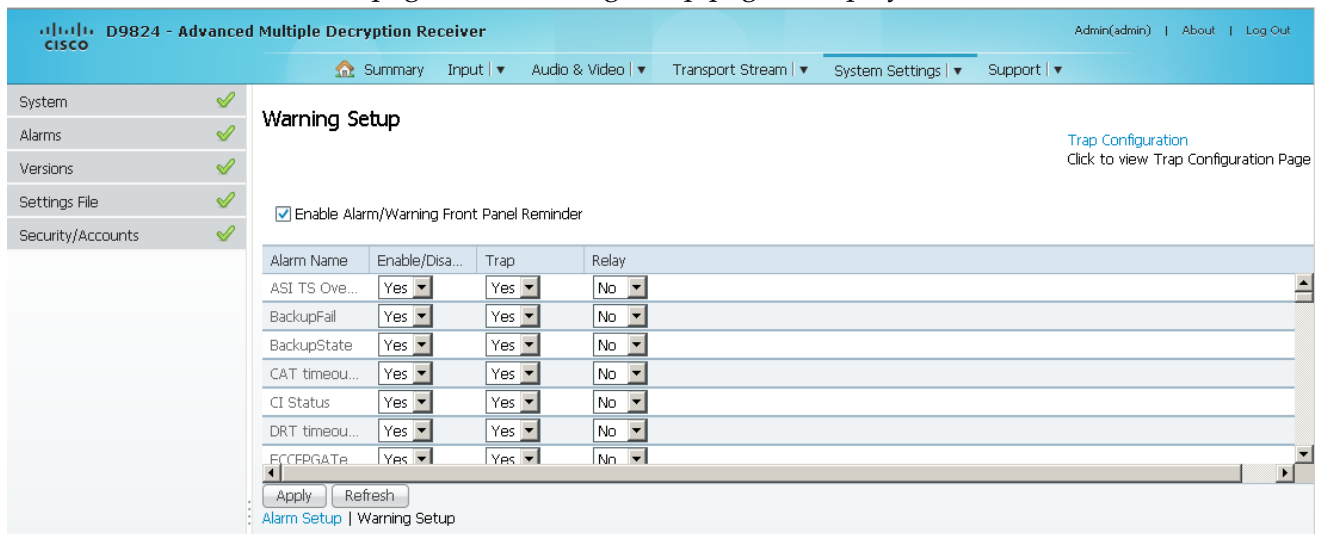 cisco D9824 - Advanced Multiple Decryption Receiver Admin(admin) | About | Log Out
Summary Input | Audio & Video | Transport Stream | System Settings | Support |
System
Alarms
Versions
Settings File
Security/Accounts
Warning Setup
Trap Configuration
Click to view Trap Configuration Page
Enable Alarm/Warning Front Panel Reminder
Alarm Name Enable/Disa... Trap Relay
ASI TS Ove... Yes Yes No
BackupFail Yes Yes No
BackupState Yes Yes No
CAT timeou... Yes Yes No
CI Status Yes Yes No
DRT timeou... Yes Yes No
Yes Yes No
Apply Refresh
Alarm Setup | Warning Setup